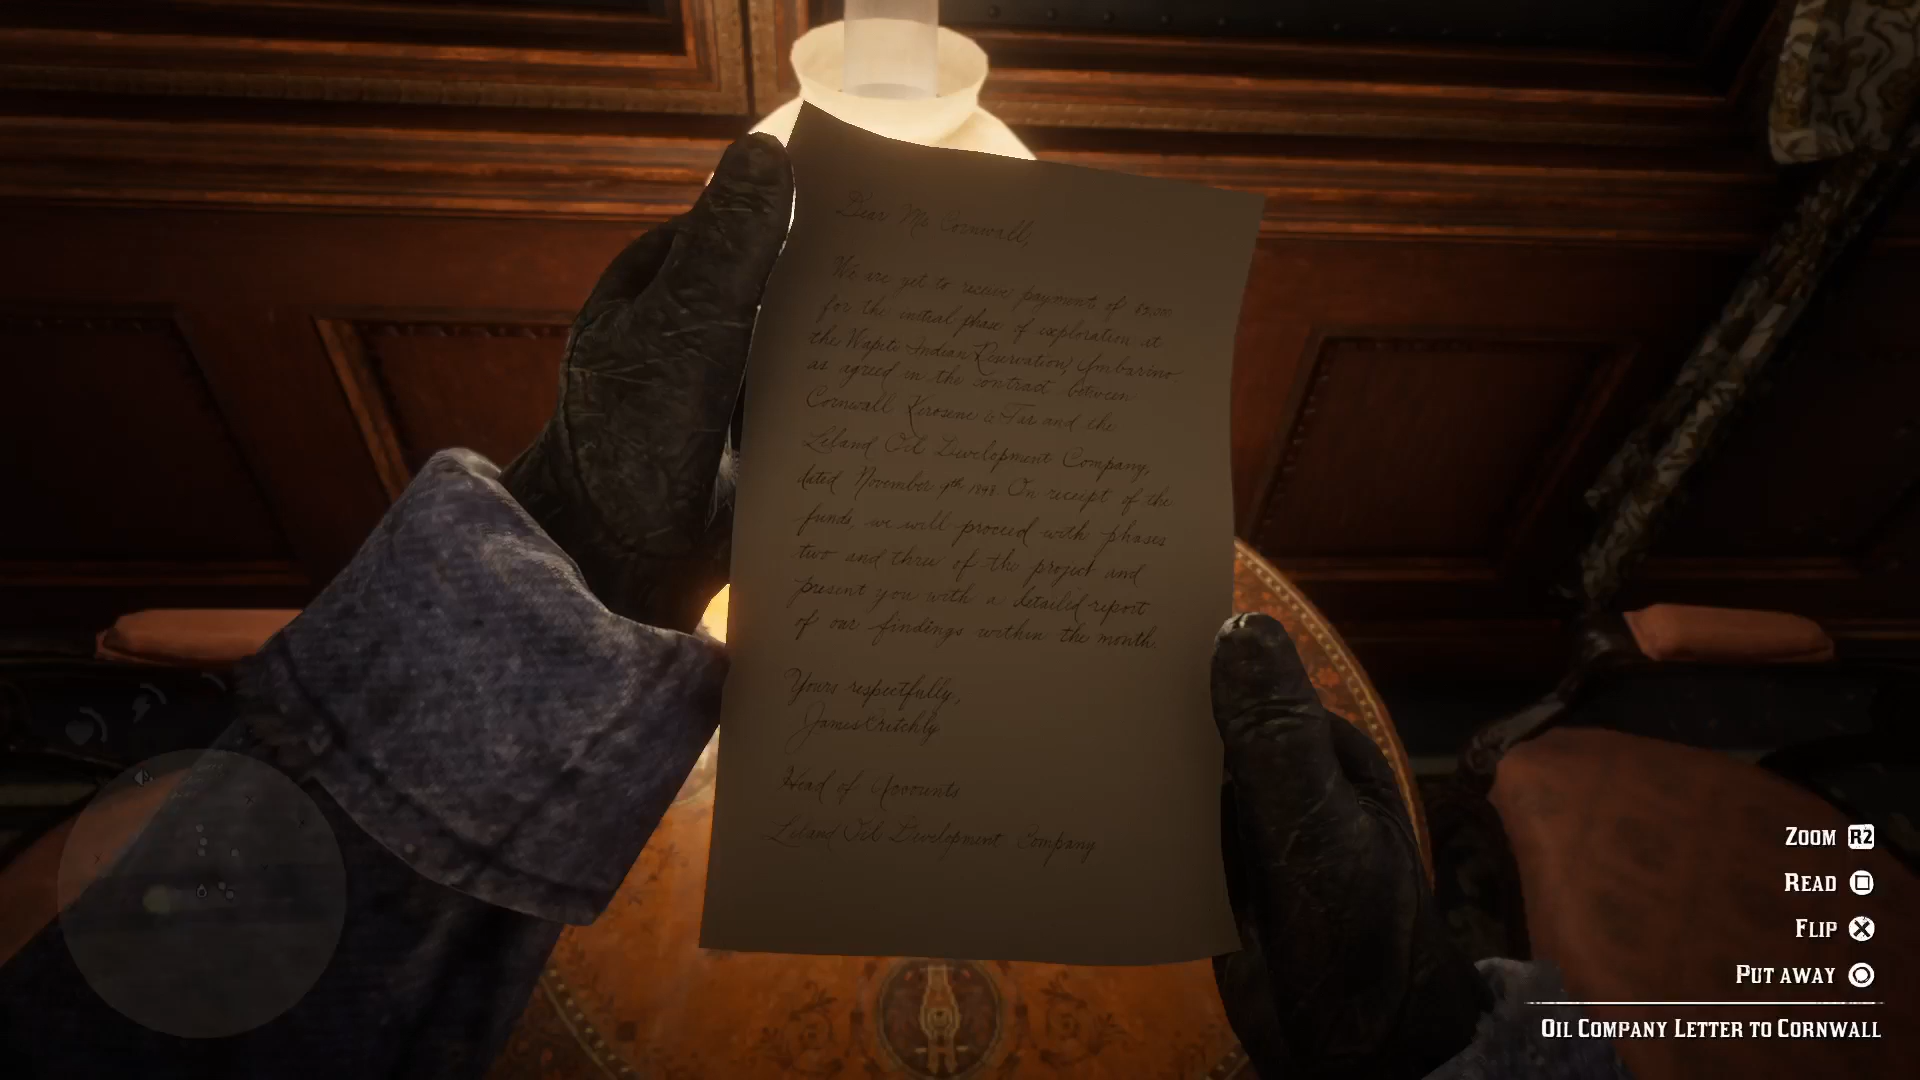 Dear Mr Cornwall,
We are yet to receive payment of $5,000
for the initial phase of exploration at
the Wapiti Indian Reservation, Ambarino
as agreed in the contract between
Cornwall Kerosene & Tar and the
Leland Oil Development Company,
dated November 9th 1898. On receipt of the
funds, we will proceed with phases
two and three of the project and
present you with a detailed report
of our findings within the month.
Yours respectfully,
James Critchly
Head of Accounts
Leland Oil Development Company
ZOOM R2
READ
FLIP
PUT AWAY
OIL COMPANY LETTER TO CORNWALL